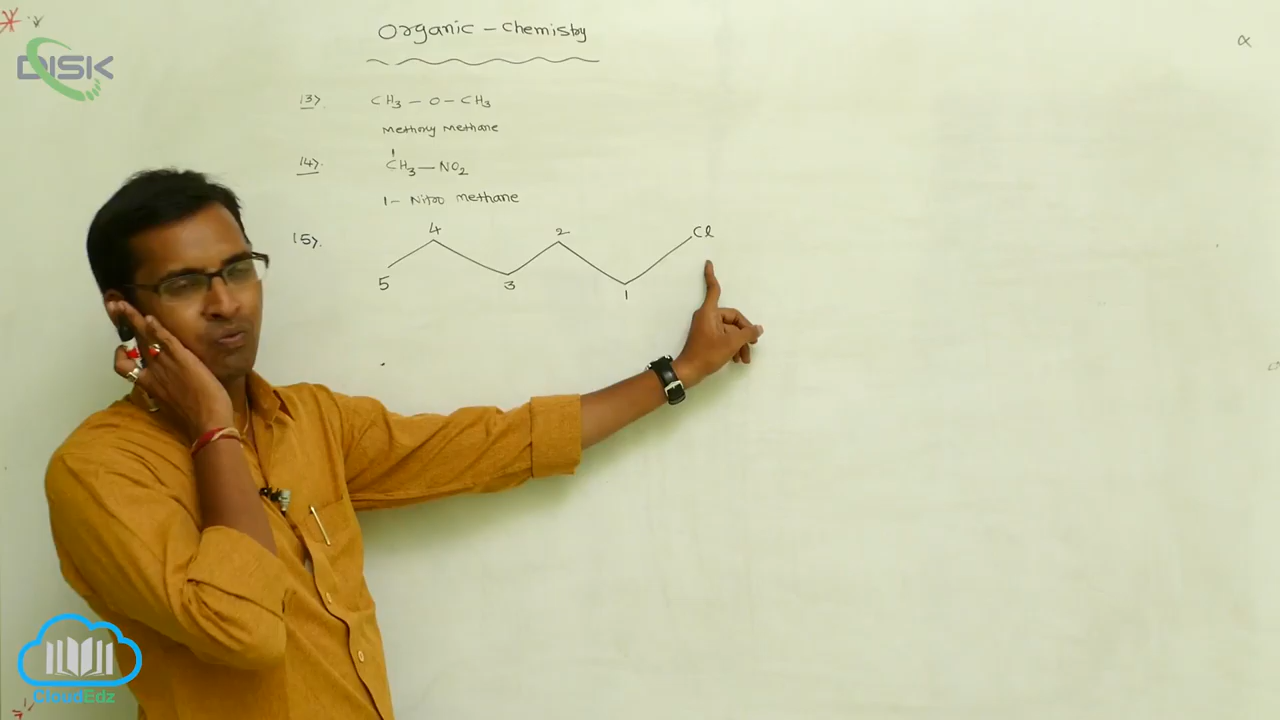 DISK
Organic - Chemistry
α
13>. CH3 - O - CH3
Methoxy methane
1
14>. CH3 - NO2
1- Nitro methane
15>.
4 2 Cl
5 3 1
CloudEdz